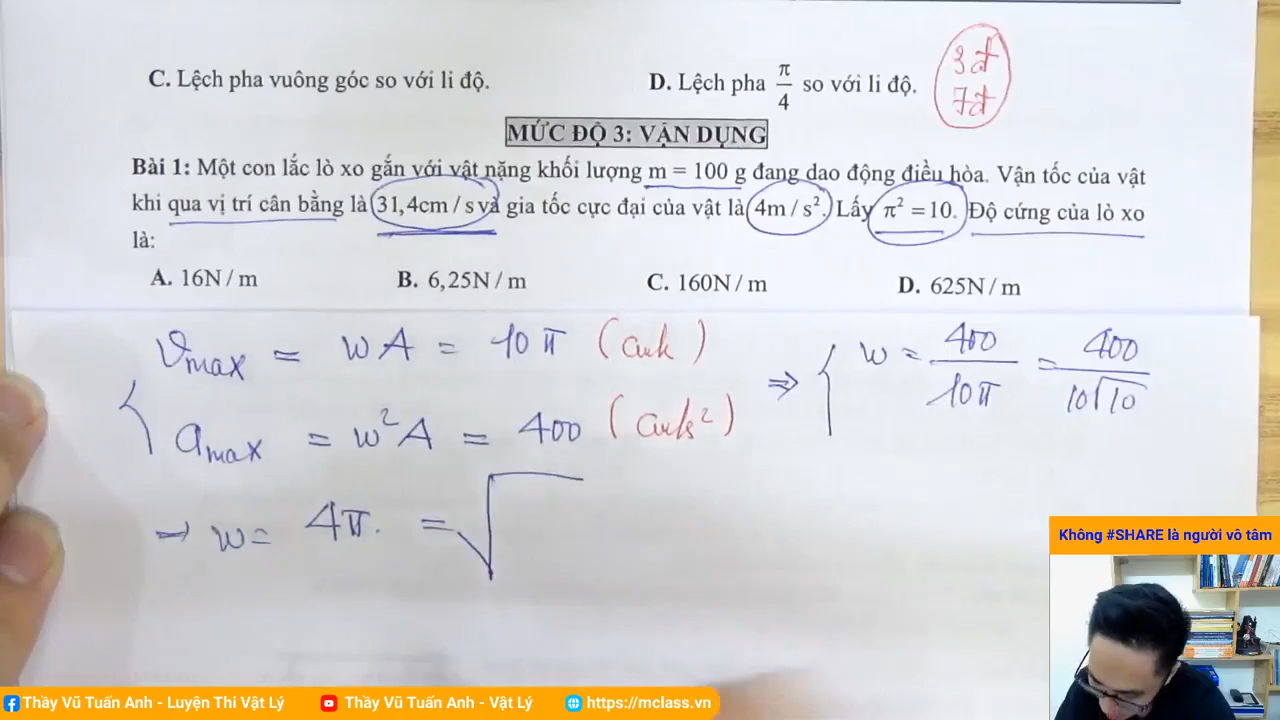 C. Lệch pha vuông góc so với li độ. D. Lệch pha π/4 so với li độ.
3đ
7đ
MỨC ĐỘ 3: VẬN DỤNG
Bài 1: Một con lắc lò xo gắn với vật nặng khối lượng m = 100 g đang dao động điều hòa. Vận tốc của vật
khi qua vị trí cân bằng là 31,4cm / s và gia tốc cực đại của vật là 4m / s². Lấy π² = 10. Độ cứng của lò xo
là:
A. 16N / m B. 6,25N / m C. 160N / m D. 625N / m
v_max = wA = 10π (cm/s)
a_max = w²A = 400 (cm/s²)
⇒ { w = 400/10π = 400/10√10
→ w = 4π. = √
Không #SHARE là người vô tâm
Thầy Vũ Tuấn Anh - Luyện Thi Vật Lý Thầy Vũ Tuấn Anh - Vật Lý https://mclass.vn